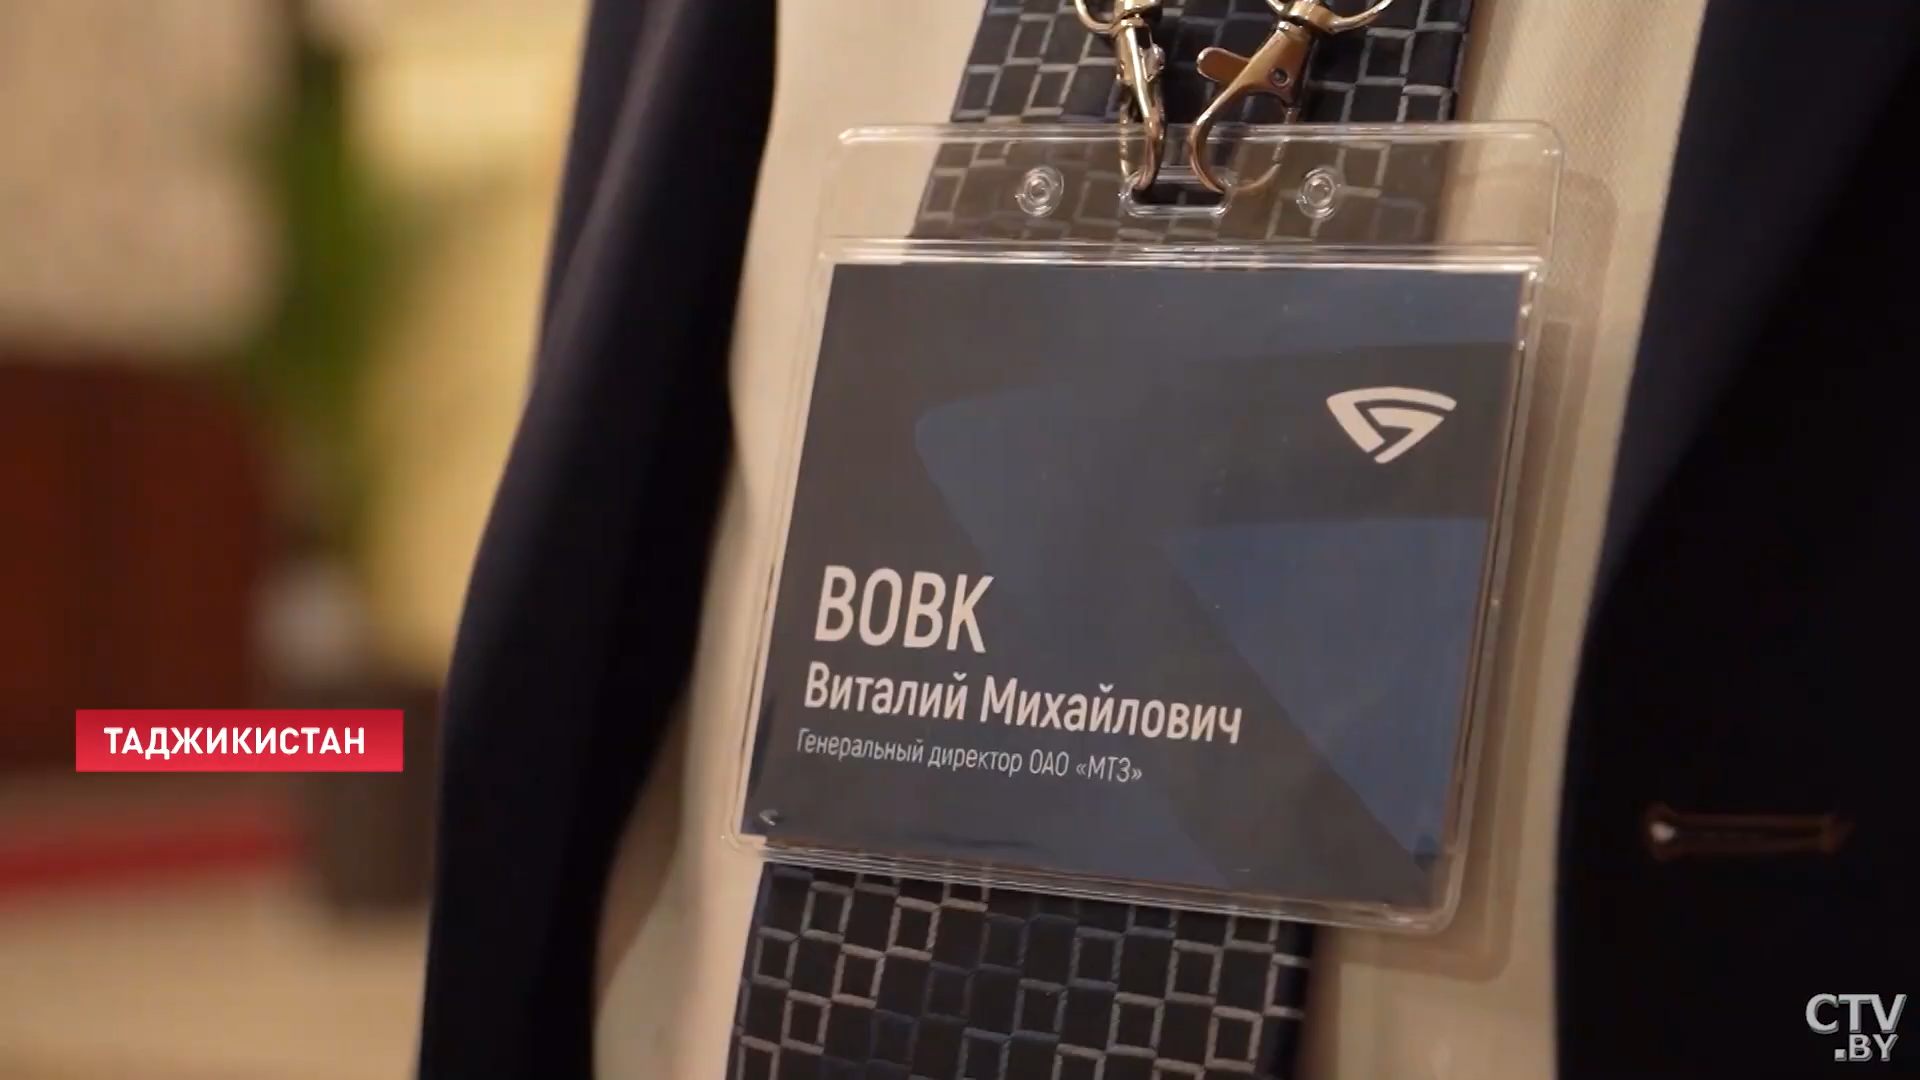 ВОВК
Виталий Михайлович
Генеральный директор ОАО «МТЗ»
ТАДЖИКИСТАН
CTV
.BY